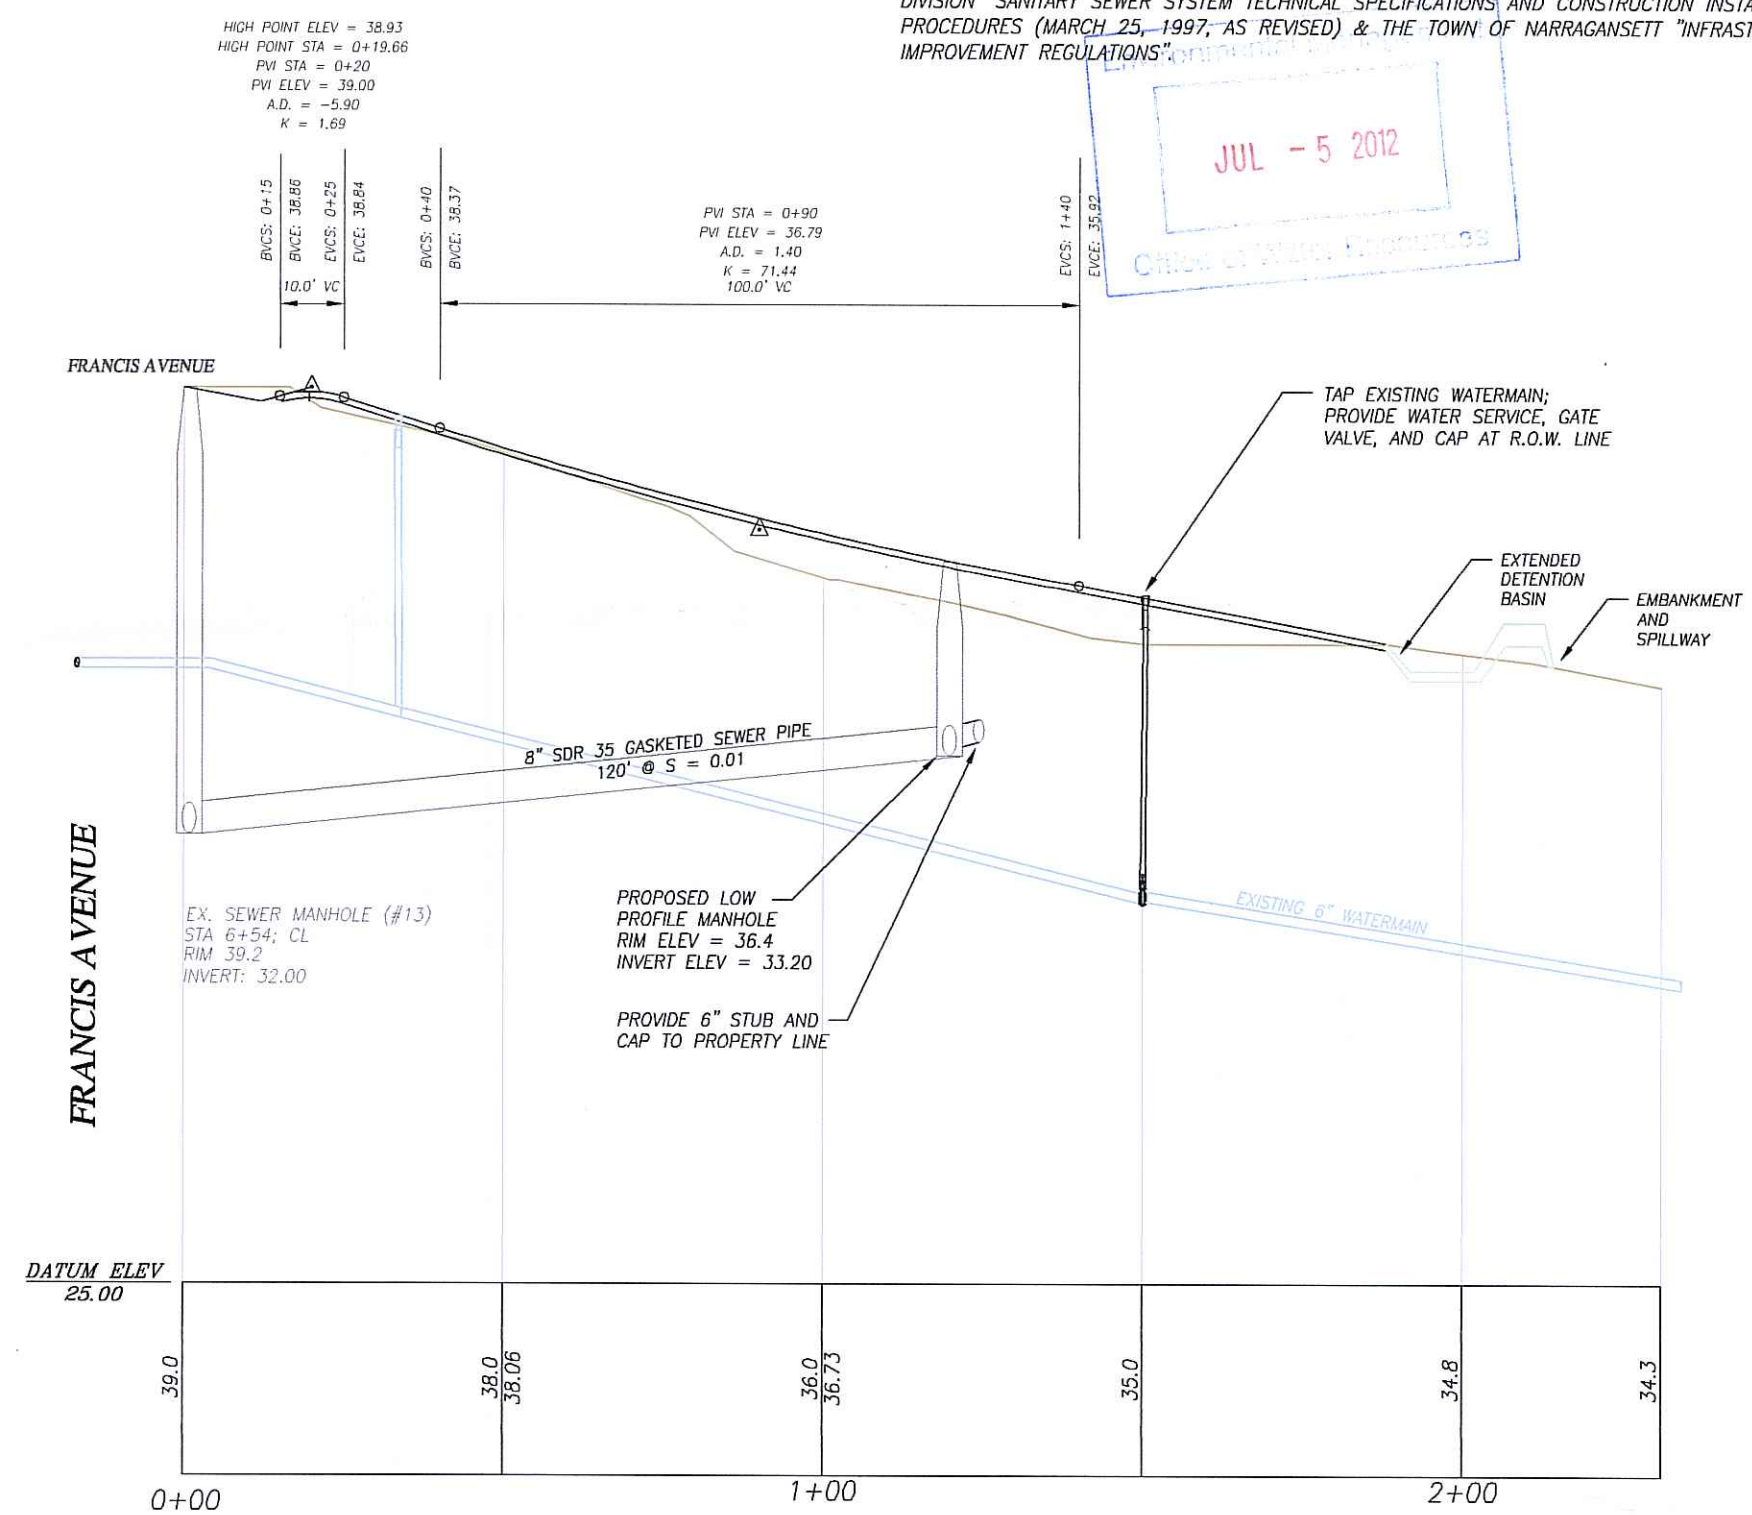 DIVISION "SANITARY SEWER SYSTEM TECHNICAL SPECIFICATIONS AND CONSTRUCTION INSTA
PROCEDURES (MARCH 25, 1997, AS REVISED) & THE TOWN OF NARRAGANSETT "INFRAST
IMPROVEMENT REGULATIONS".
JUL - 5 2012
Office of Water Resources
HIGH POINT ELEV = 38.93
HIGH POINT STA = 0+19.66
PVI STA = 0+20
PVI ELEV = 39.00
A.D. = -5.90
K = 1.69
BVCS: 0+15
BVCE: 38.86
EVCS: 0+25
EVCE: 38.84
10.0' VC
BVCS: 0+40
BVCE: 38.37
PVI STA = 0+90
PVI ELEV = 36.79
A.D. = 1.40
K = 71.44
100.0' VC
EVCS: 1+40
EVCE: 35.92
FRANCIS AVENUE
TAP EXISTING WATERMAIN;
PROVIDE WATER SERVICE, GATE
VALVE, AND CAP AT R.O.W. LINE
EXTENDED
DETENTION
BASIN
EMBANKMENT
AND
SPILLWAY
8" SDR 35 GASKETED SEWER PIPE
120' @ S = 0.01
FRANCIS AVENUE
EX. SEWER MANHOLE (#13)
STA 6+54; CL
RIM 39.2
INVERT: 32.00
PROPOSED LOW
PROFILE MANHOLE
RIM ELEV = 36.4
INVERT ELEV = 33.20
PROVIDE 6" STUB AND
CAP TO PROPERTY LINE
EXISTING 6" WATERMAIN
DATUM ELEV
25.00
39.0
38.0
38.06
36.0
36.73
35.0
34.8
34.3
0+00
1+00
2+00